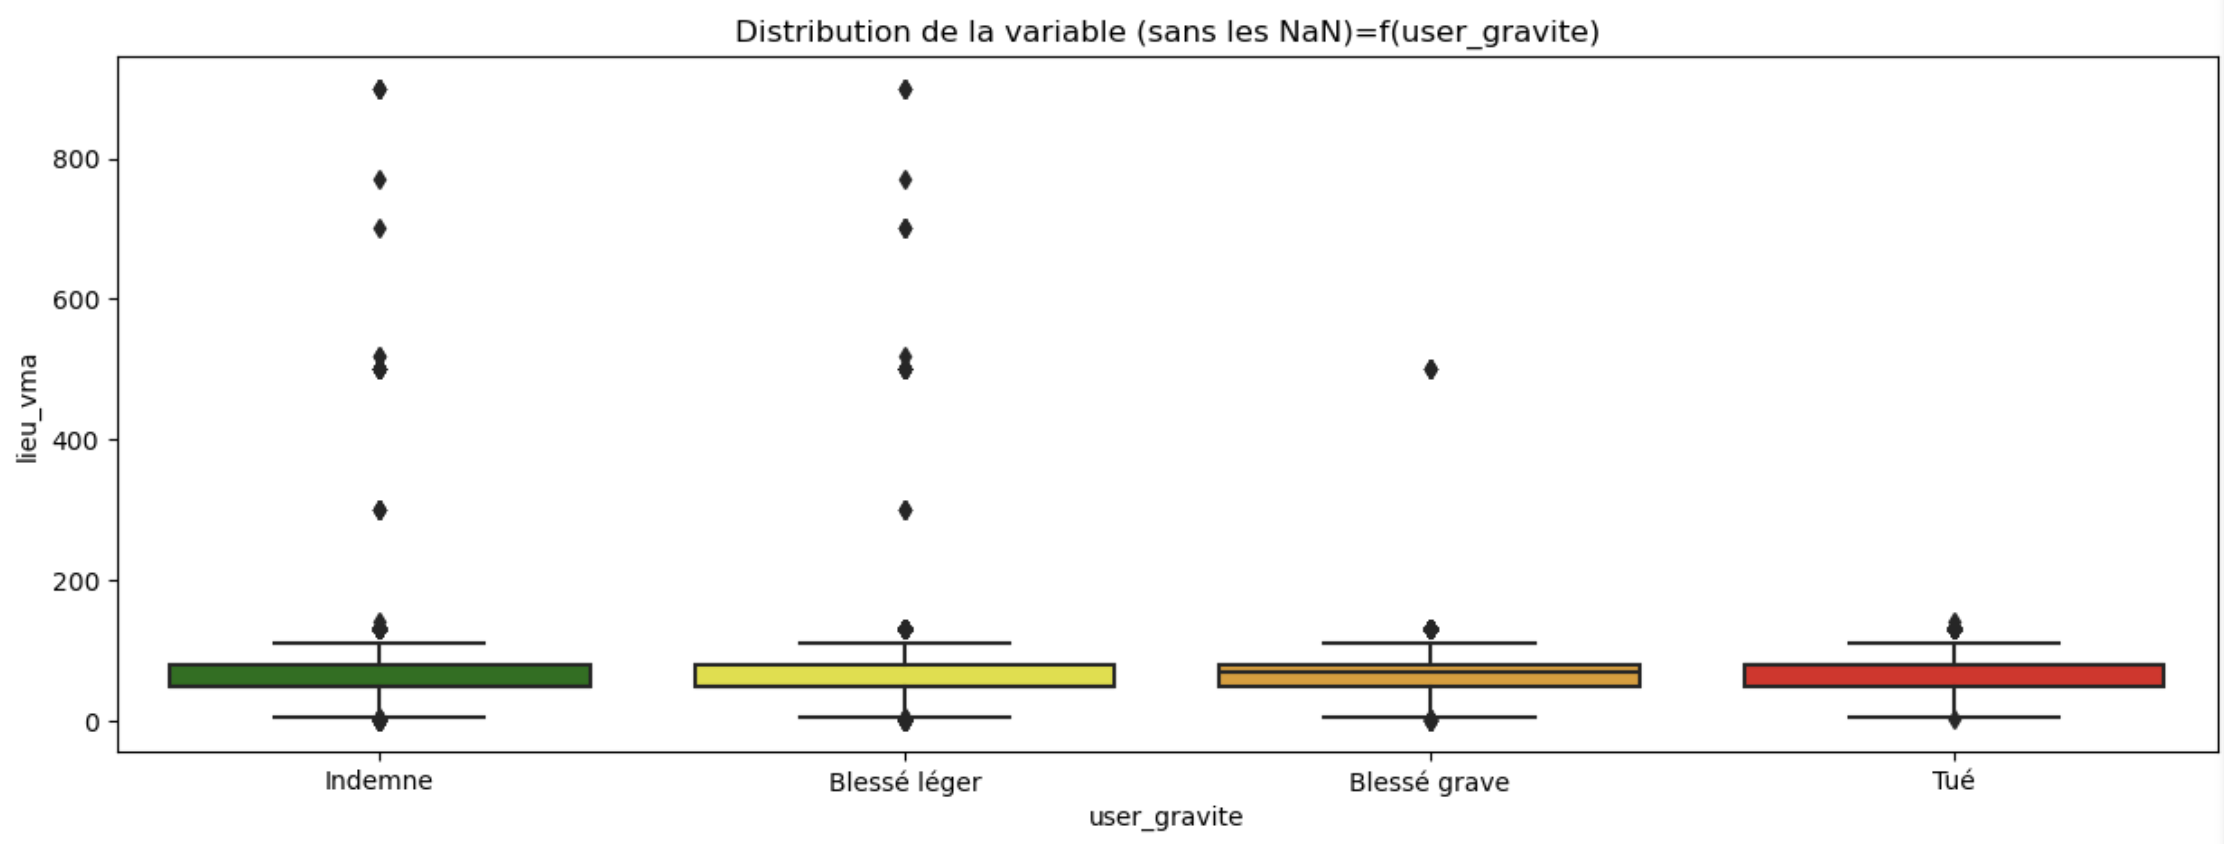 Distribution de la variable (sans les NaN)=f(user_gravite)
800
600
400
200
0
lieu_vma
Indemne
Blessé léger
Blessé grave
Tué
user_gravite